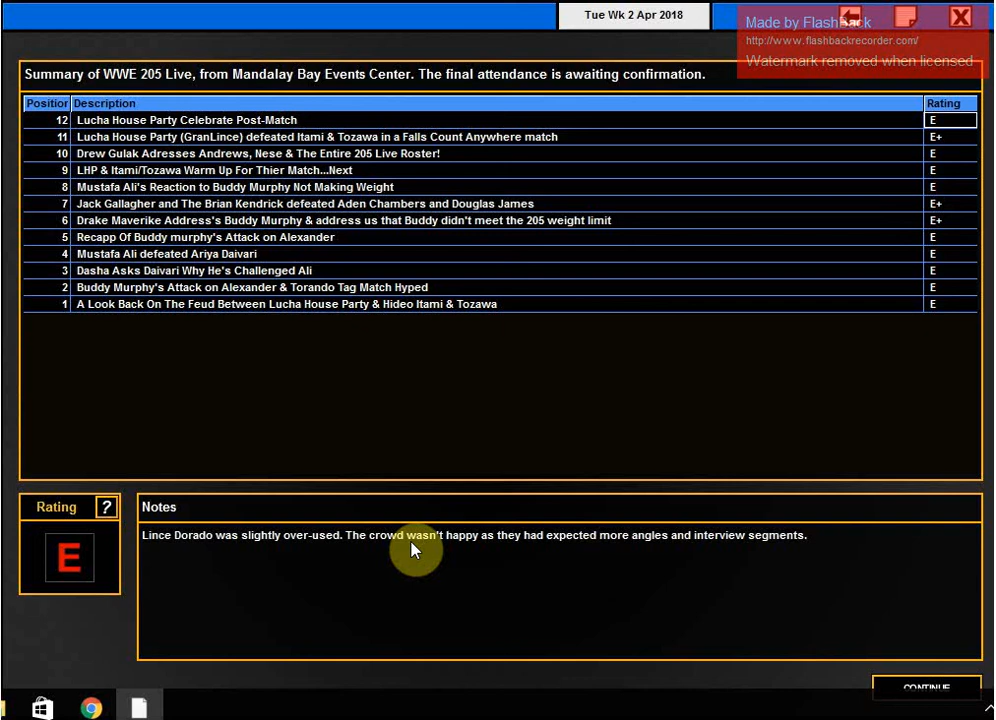 Tue Wk 2 Apr 2018
Made by FlashBack
http://www.flashbackrecorder.com/
Watermark removed when licensed
Summary of WWE 205 Live, from Mandalay Bay Events Center. The final attendance is awaiting confirmation.
Position Description Rating
12 Lucha House Party Celebrate Post-Match E
11 Lucha House Party (GranLince) defeated Itami & Tozawa in a Falls Count Anywhere match E+
10 Drew Gulak Adresses Andrews, Nese & The Entire 205 Live Roster! E
9 LHP & Itami/Tozawa Warm Up For Thier Match...Next E
8 Mustafa Ali's Reaction to Buddy Murphy Not Making Weight E
7 Jack Gallagher and The Brian Kendrick defeated Aden Chambers and Douglas James E+
6 Drake Maverike Address's Buddy Murphy & address us that Buddy didn't meet the 205 weight limit E+
5 Recapp Of Buddy murphy's Attack on Alexander E
4 Mustafa Ali defeated Ariya Daivari E
3 Dasha Asks Daivari Why He's Challenged Ali E
2 Buddy Murphy's Attack on Alexander & Torando Tag Match Hyped E
1 A Look Back On The Feud Between Lucha House Party & Hideo Itami & Tozawa E
Rating ?
E
Notes
Lince Dorado was slightly over-used. The crowd wasn't happy as they had expected more angles and interview segments.
CONTINUE